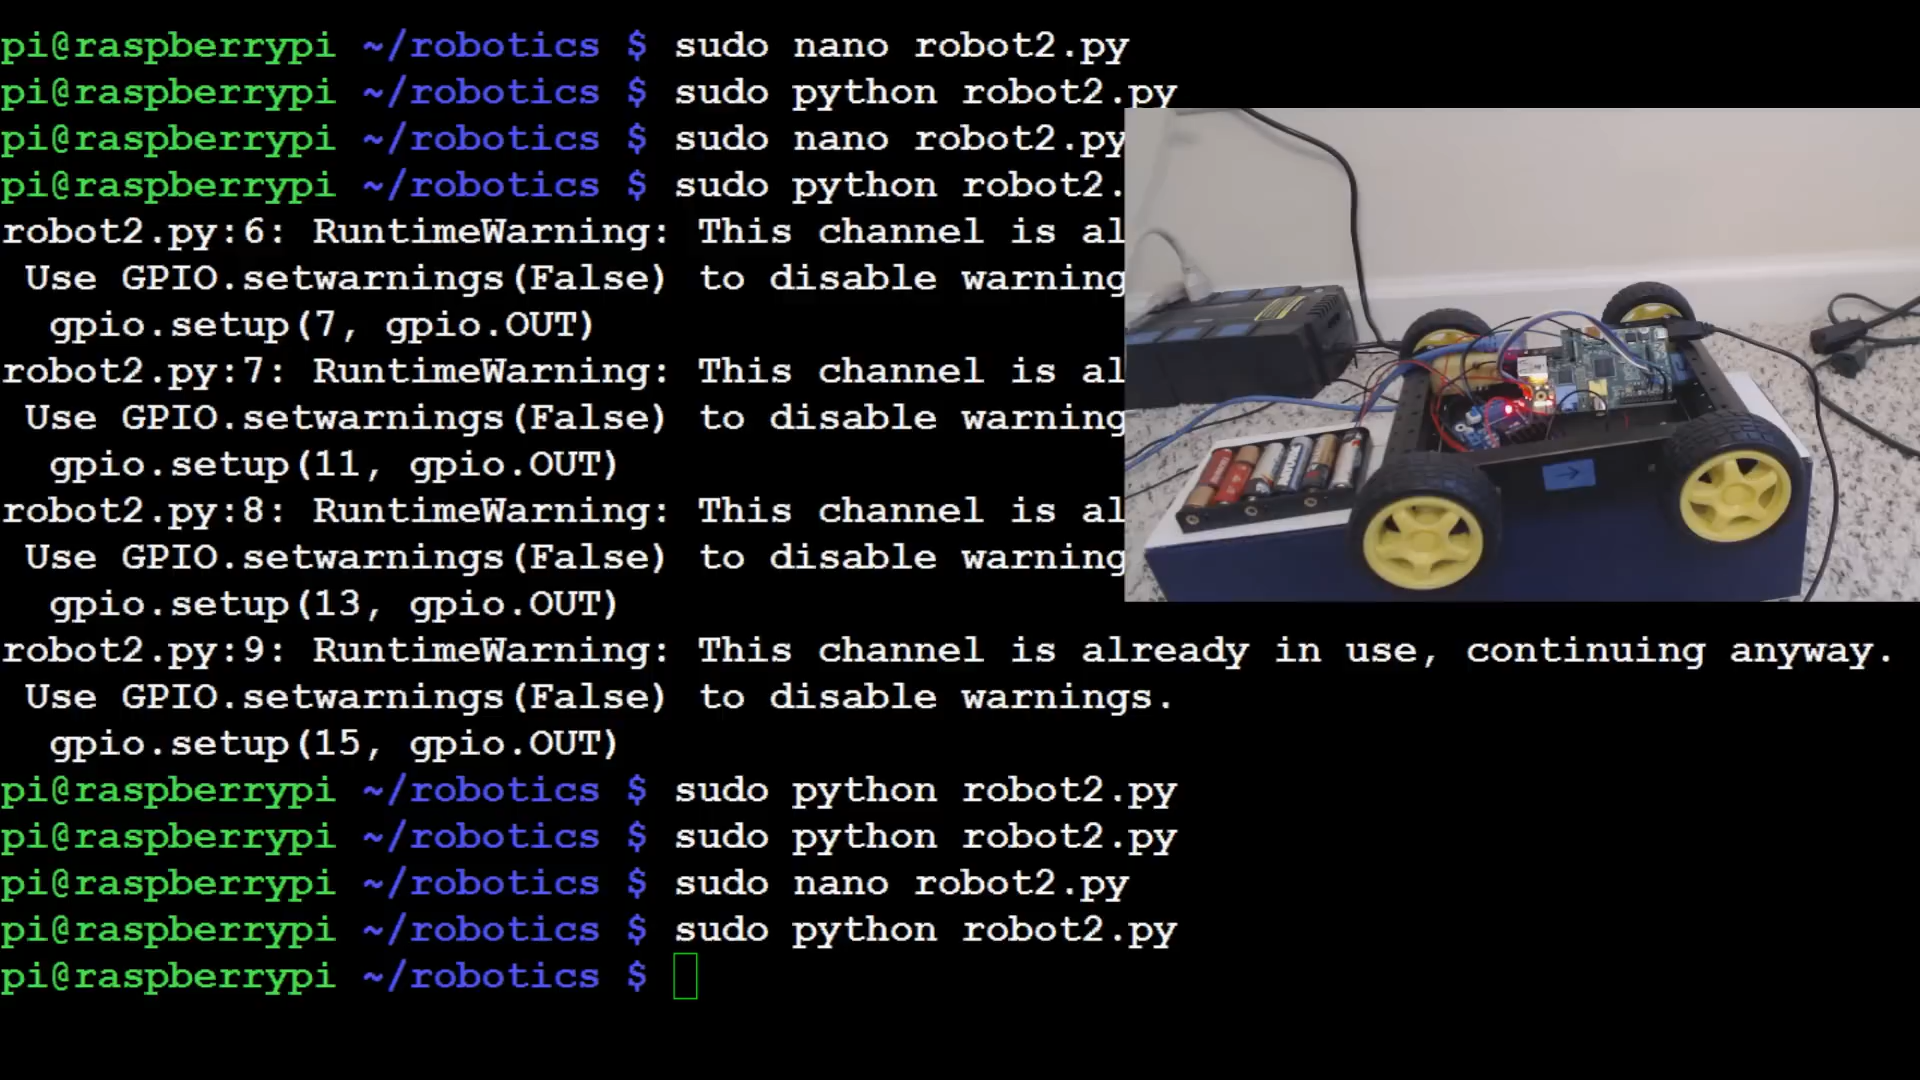 pi@raspberrypi ~/robotics $ sudo nano robot2.py
pi@raspberrypi ~/robotics $ sudo python robot2.py
pi@raspberrypi ~/robotics $ sudo nano robot2.py
pi@raspberrypi ~/robotics $ sudo python robot2.
robot2.py:6: RuntimeWarning: This channel is al
Use GPIO.setwarnings(False) to disable warning
gpio.setup(7, gpio.OUT)
robot2.py:7: RuntimeWarning: This channel is al
Use GPIO.setwarnings(False) to disable warning
gpio.setup(11, gpio.OUT)
robot2.py:8: RuntimeWarning: This channel is al
Use GPIO.setwarnings(False) to disable warning
gpio.setup(13, gpio.OUT)
robot2.py:9: RuntimeWarning: This channel is already in use, continuing anyway.
Use GPIO.setwarnings(False) to disable warnings.
gpio.setup(15, gpio.OUT)
pi@raspberrypi ~/robotics $ sudo python robot2.py
pi@raspberrypi ~/robotics $ sudo python robot2.py
pi@raspberrypi ~/robotics $ sudo nano robot2.py
pi@raspberrypi ~/robotics $ sudo python robot2.py
pi@raspberrypi ~/robotics $